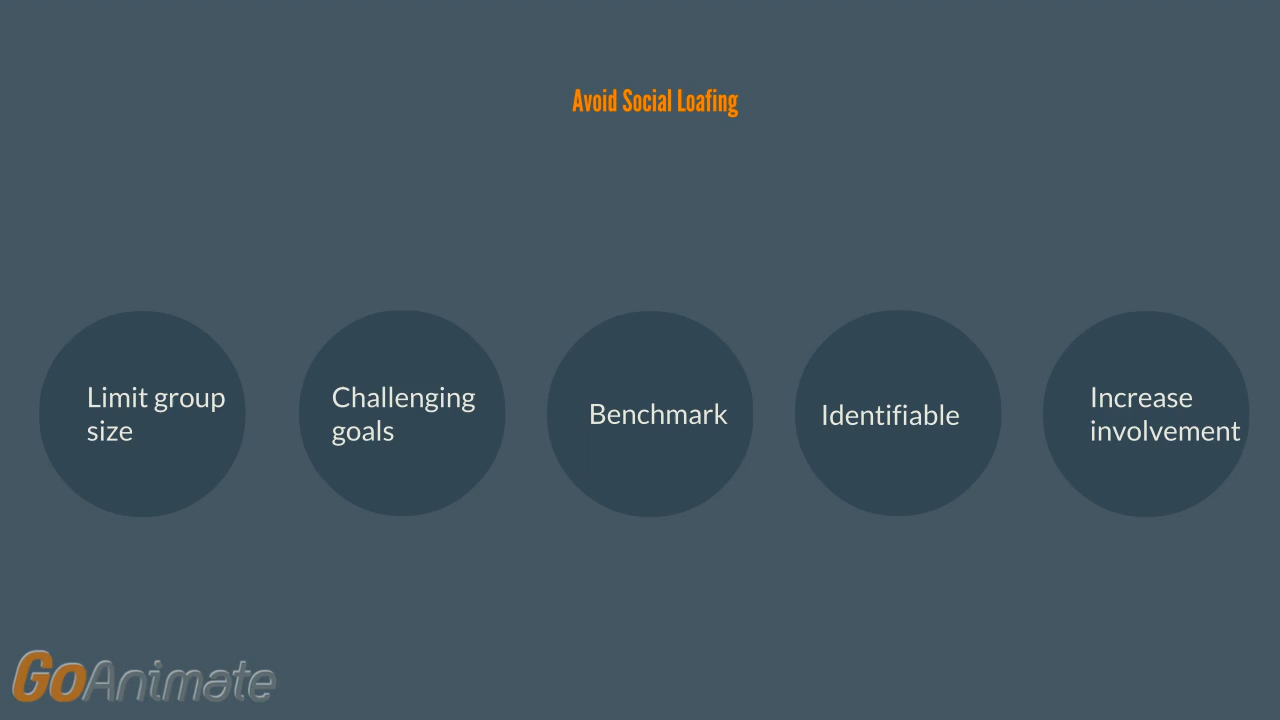 Avoid Social Loafing
Limit group
size
Challenging
goals
Benchmark
Identifiable
Increase
involvement
GoAnimate